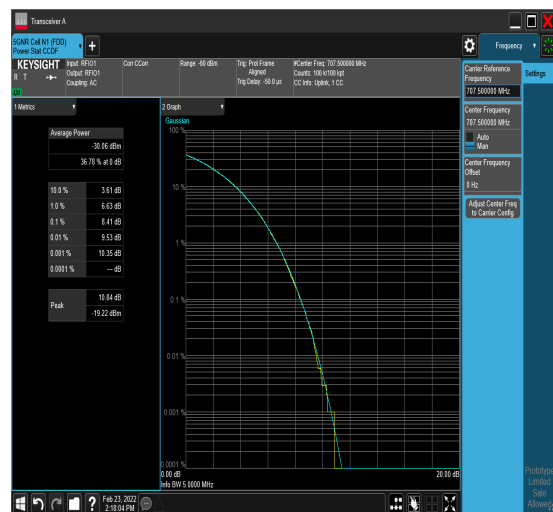 Transceiver A
5GNR Cell N1 (FDD)
Power Stat CCDF
Frequency
KEYSIGHT
R T
Input: RFIO1
Output: RFIO1
Coupling: AC
Corr CCorr
Range: -60 dBm
Trig: Prot Frame
Aligned
Trig Delay: -50.0 µs
#Center Freq: 707.500000 MHz
Counts: 100 k/100 kpt
CC Info: Uplink, 1 CC
Carrier Reference
Frequency
707.500000 MHz
Settings
Center Frequency
707.500000 MHz
Auto
Man
Center Frequency
Offset
0 Hz
Adjust Center Freq
to Carrier Config
1 Metrics
Average Power
-30.06 dBm
36.78 % at 0 dB
10.0 % 3.61 dB
1.0 % 6.63 dB
0.1 % 8.41 dB
0.01 % 9.53 dB
0.001 % 10.35 dB
0.0001 % --- dB
Peak
10.84 dB
-19.22 dBm
2 Graph
Gaussian
100 %
10 %
1 %
0.1 %
0.01 %
0.001 %
0.0001 %
0.00 dB
20.00 dB
Info BW 5.0000 MHz
Prototype
Limited
Sale
Allowed
Feb 23, 2022
2:18:04 PM